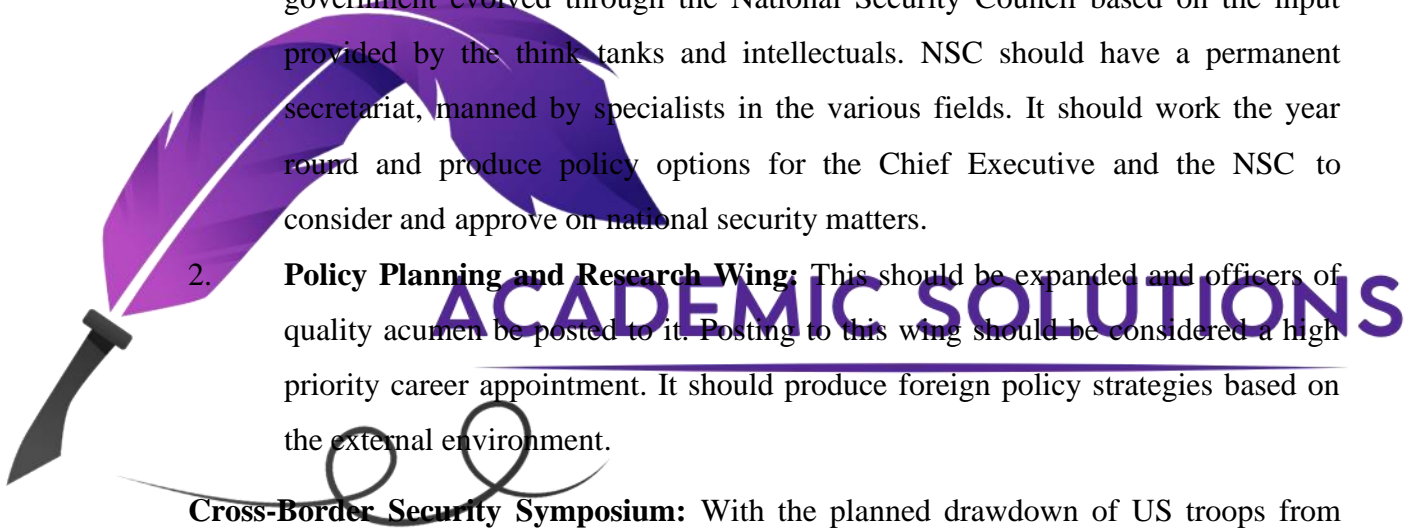 government evolved through the National Security Council based on the input
provided by the think tanks and intellectuals. NSC should have a permanent
secretariat, manned by specialists in the various fields. It should work the year
round and produce policy options for the Chief Executive and the NSC to
consider and approve on national security matters.
2. Policy Planning and Research Wing: This should be expanded and officers of
ACADEMIC SOLUTIONS
quality acumen be posted to it. Posting to this wing should be considered a high
priority career appointment. It should produce foreign policy strategies based on
the external environment.
Cross-Border Security Symposium: With the planned drawdown of US troops from